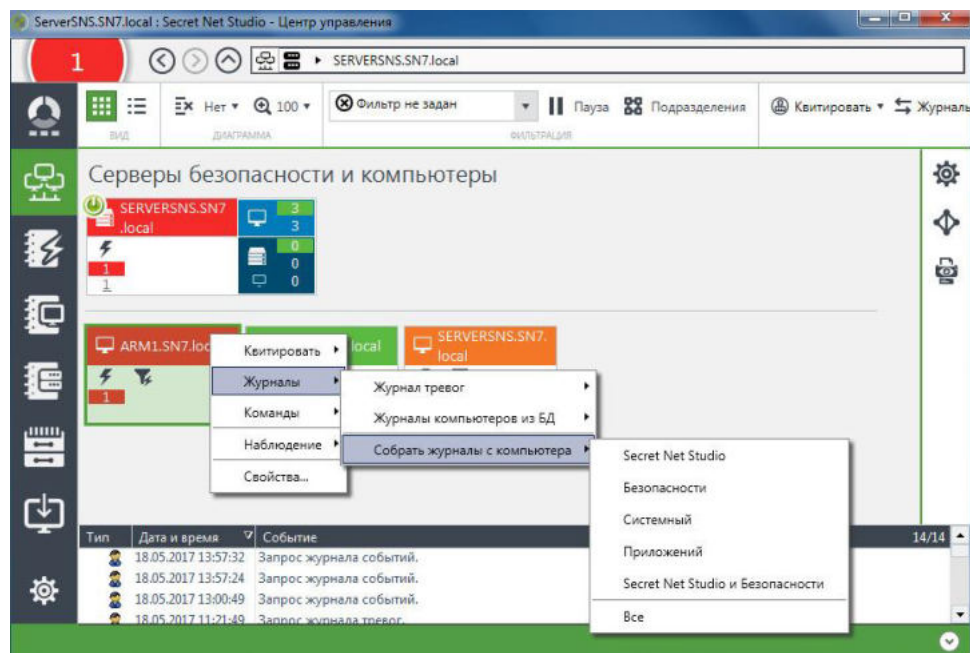 ServerSNS.SN7.local : Secret Net Studio - Центр управления
1
SERVERSNS.SN7.local
Нет
100
Фильтр не задан
Пауза
Подразделения
Квитировать
Журналы
ВИД
ДИАГРАММА
ФИЛЬТРАЦИЯ
Серверы безопасности и компьютеры
SERVERSNS.SN7
.local
3
3
1
1
0
0
0
ARM1.SN7.loc
local
SERVERSNS.SN7.
local
1
Квитировать
Журналы
Команды
Наблюдение
Свойства...
Журнал тревог
Журналы компьютеров из БД
Собрать журналы с компьютера
Secret Net Studio
Безопасности
Системный
Приложений
Secret Net Studio и Безопасности
Все
Тип Дата и время Событие 14/14
18.05.2017 13:57:32 Запрос журнала событий.
18.05.2017 13:57:24 Запрос журнала событий.
18.05.2017 13:00:49 Запрос журнала событий.
18.05.2017 11:21:49 Запрос журнала тревог.